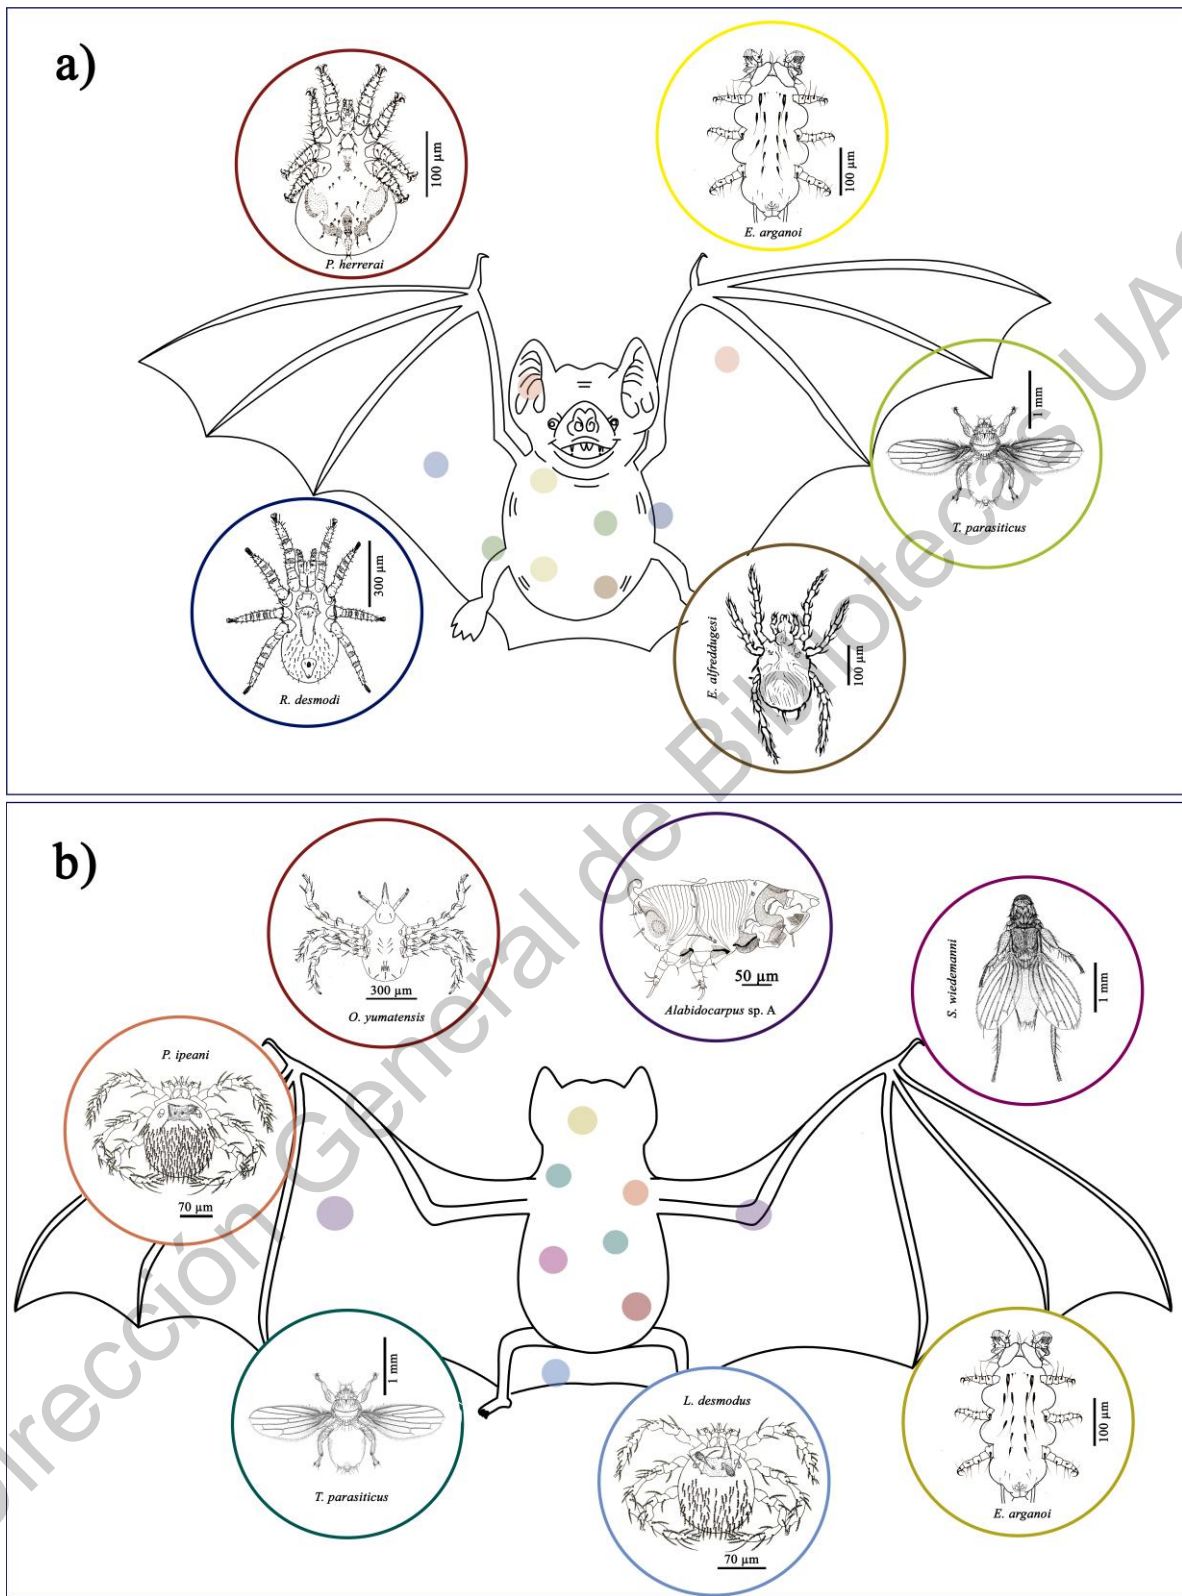 a)
100 µm
P. herrerai
100 µm
E. arganoi
1 mm
T. parasiticus
300 µm
R. desmodi
E. alfreddugesi
100 µm
b)
300 µm
O. yumatensis
50 µm
Alabidocarpus sp. A
S. wiedemanni
1 mm
P. ipeani
70 µm
1 mm
T. parasiticus
L. desmodus
70 µm
100 µm
E. arganoi
Dirección General de Bibliotecas UAQ